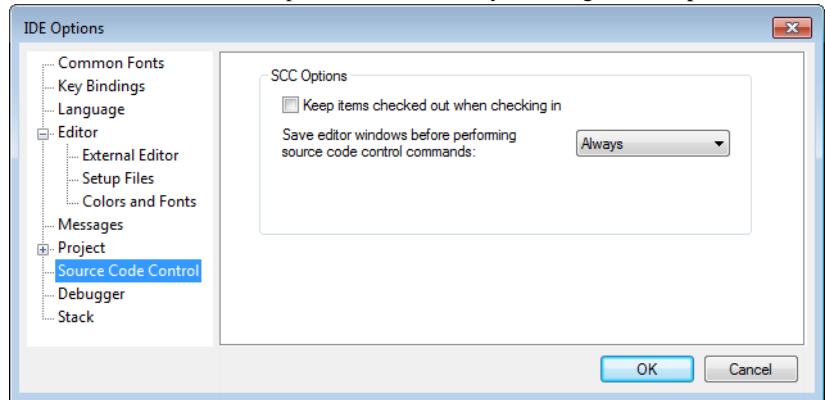 IDE Options
Common Fonts
Key Bindings
Language
Editor
External Editor
Setup Files
Colors and Fonts
Messages
Project
Source Code Control
Debugger
Stack
SCC Options
Keep items checked out when checking in
Save editor windows before performing
source code control commands:
Always
OK
Cancel